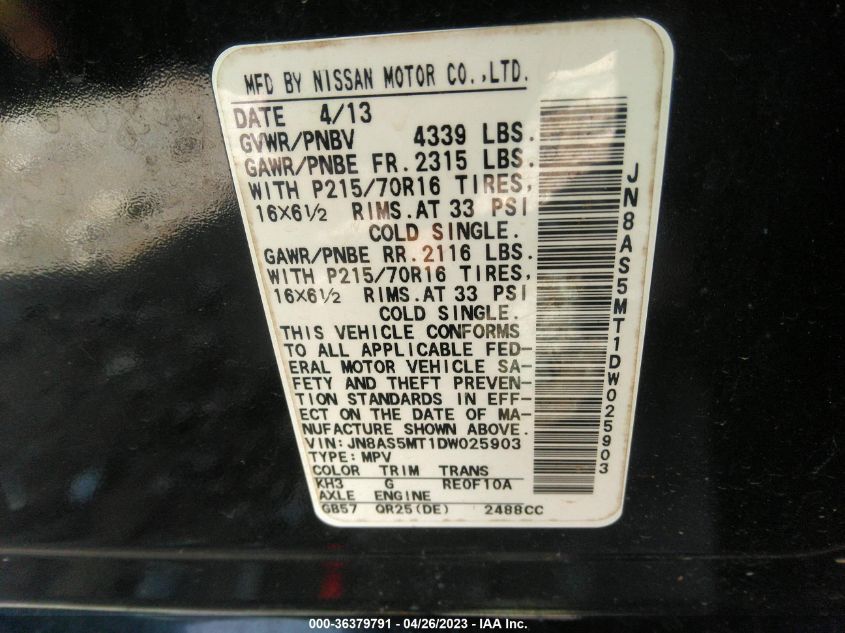 MFD BY NISSAN MOTOR CO.,LTD.
DATE 4/13
GVWR/PNBV 4339 LBS.
GAWR/PNBE FR.2315 LBS.
WITH P215/70R16 TIRES,
16X6½ RIMS.AT 33 PSI
COLD SINGLE.
GAWR/PNBE RR.2116 LBS.
WITH P215/70R16 TIRES,
16X6½ RIMS.AT 33 PSI
COLD SINGLE.
THIS VEHICLE CONFORMS
TO ALL APPLICABLE FED-
ERAL MOTOR VEHICLE SA-
FETY AND THEFT PREVEN-
TION STANDARDS IN EFF-
ECT ON THE DATE OF MA-
NUFACTURE SHOWN ABOVE.
VIN:JN8AS5MT1DW025903
TYPE:MPV
COLOR TRIM TRANS
KH3 G RE0F10A
AXLE ENGINE
GB57 QR25(DE) 2488CC
JN8AS5MT1DW025903
000-36379791 - 04/26/2023 - IAA Inc.